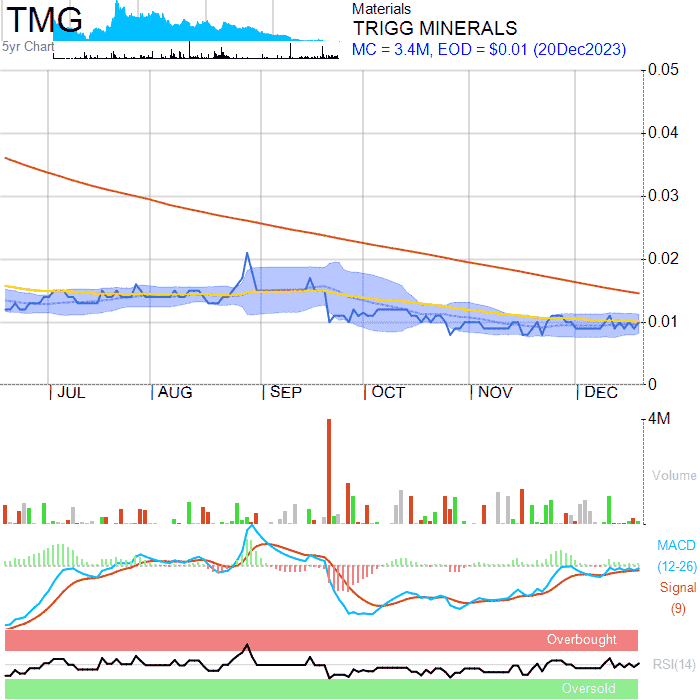 TMG
5yr Chart
Materials
TRIGG MINERALS
MC = 3.4M, EOD = $0.01 (20Dec2023)
0.05
0.04
0.03
0.02
0.01
0
JUL AUG SEP OCT NOV DEC
4M
Volume
MACD
(12-26)
Signal
(9)
Overbought
RSI(14)
Oversold